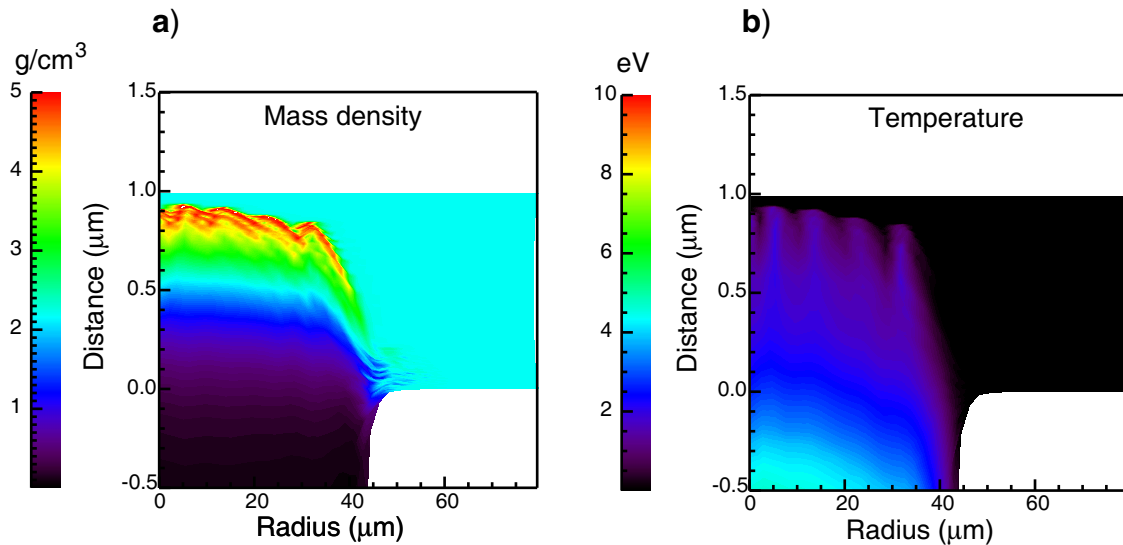 a)
g/cm3
5
4
3
2
1
1.5
1.0
0.5
0.0
-0.5
Distance (μm)
Mass density
0
20
40
60
Radius (μm)
b)
eV
10
8
6
4
2
1.5
1.0
0.5
0.0
-0.5
Distance (μm)
Temperature
0
20
40
60
Radius (μm)